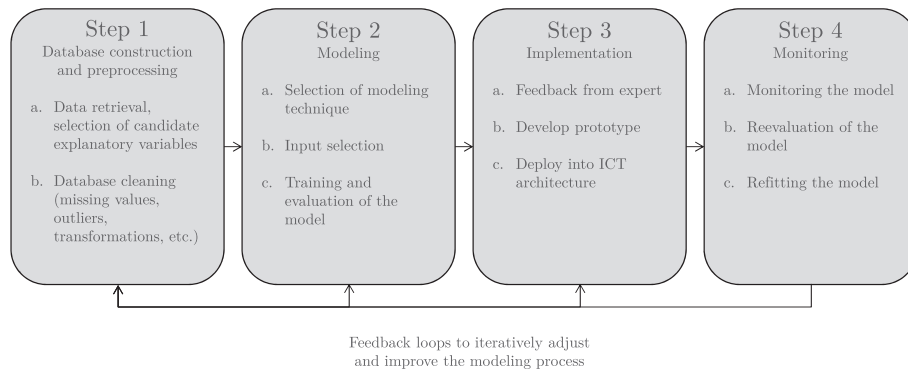 Step 1
Database construction
and preprocessing
a. Data retrieval,
selection of candidate
explanatory variables
b. Database cleaning
(missing values,
outliers,
transformations, etc.)
Step 2
Modeling
a. Selection of modeling
technique
b. Input selection
c. Training and
evaluation of the
model
Step 3
Implementation
a. Feedback from expert
b. Develop prototype
c. Deploy into ICT
architecture
Step 4
Monitoring
a. Monitoring the model
b. Reevaluation of the
model
c. Refitting the model
Feedback loops to iteratively adjust
and improve the modeling process